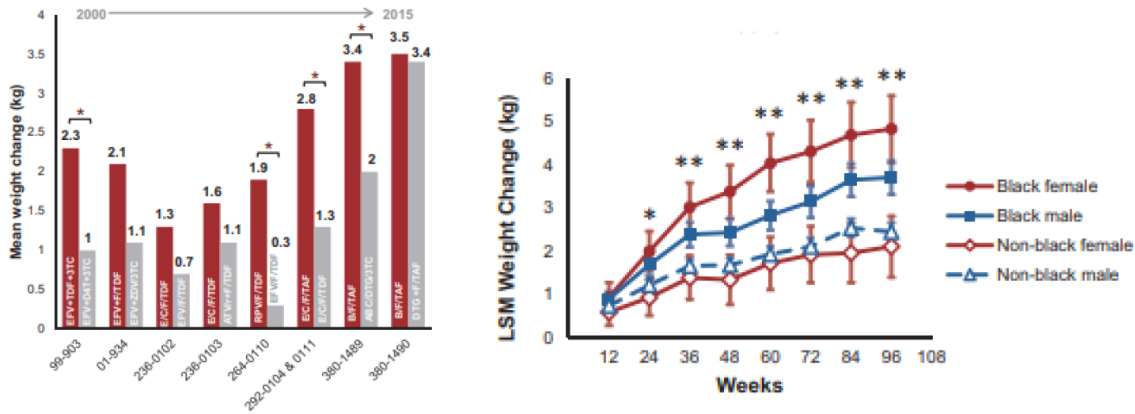 2000 2015
Mean weight change (kg)
4
3.5
3
2.5
2
1.5
1
0.5
0
2.3 * 1
2.1 1.1
1.3 0.7
1.6 1.1
1.9 * 0.3
2.8 * 1.3
3.4 * 2
3.5 3.4
EFV+TDF+3TC
EFV+D4T+3TC
EFV+F/TDF
EFV+ZDV/3TC
E/C/F/TDF
EFV/F/TDF
E/C/F/TDF
ATV/r+F/TDF
RPV/F/TDF
EFV/F/TDF
E/C/F/TAF
E/C/F/TDF
B/F/TAF
ABC/DTG/3TC
B/F/TAF
DTG +F/TAF
99-903
01-934
236-0102
236-0103
264-0110
292-0104 & 0111
380-1489
380-1490
LSM Weight Change (kg)
6
5
4
3
2
1
0
* ** ** ** ** ** **
12 24 36 48 60 72 84 96 108
Weeks
Black female
Black male
Non-black female
Non-black male